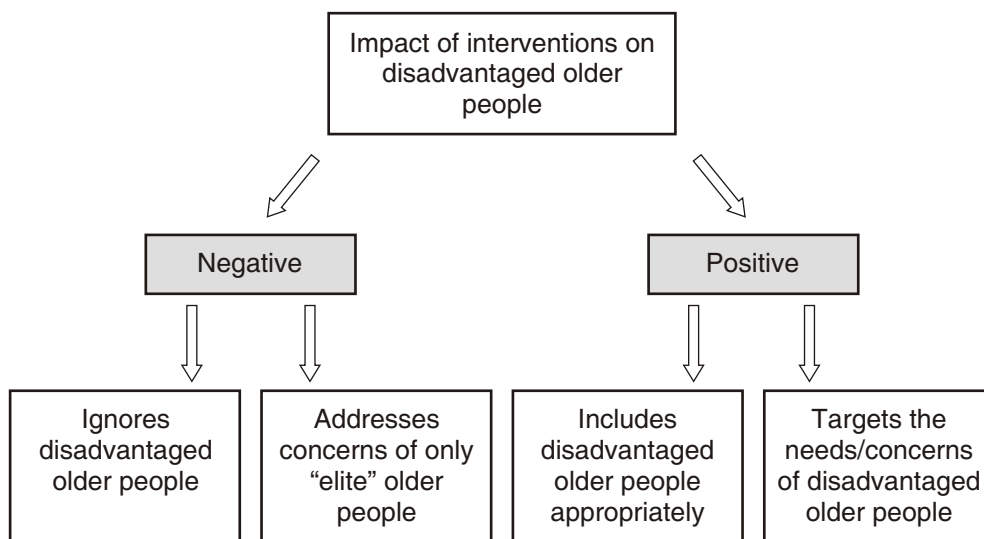 Impact of interventions on
disadvantaged older
people
Negative
Positive
Ignores
disadvantaged
older people
Addresses
concerns of only
“elite” older
people
Includes
disadvantaged
older people
appropriately
Targets the
needs/concerns
of disadvantaged
older people